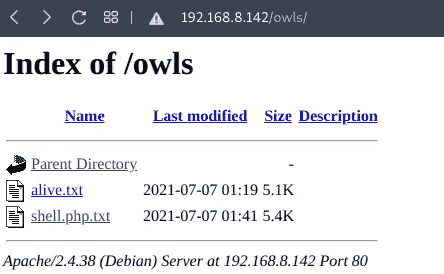 192.168.8.142/owls/
Index of /owls
Name Last modified Size Description
Parent Directory -
alive.txt 2021-07-07 01:19 5.1K
shell.php.txt 2021-07-07 01:41 5.4K
Apache/2.4.38 (Debian) Server at 192.168.8.142 Port 80